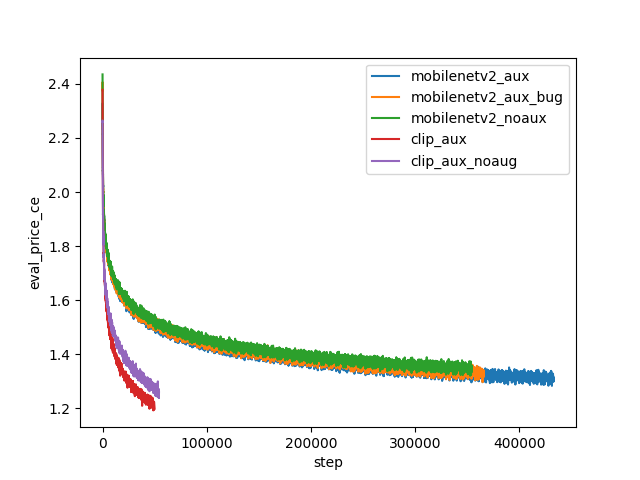 mobilenetv2_aux
mobilenetv2_aux_bug
mobilenetv2_noaux
clip_aux
clip_aux_noaug
2.4
2.2
2.0
1.8
1.6
1.4
1.2
eval_price_ce
0 100000 200000 300000 400000
step